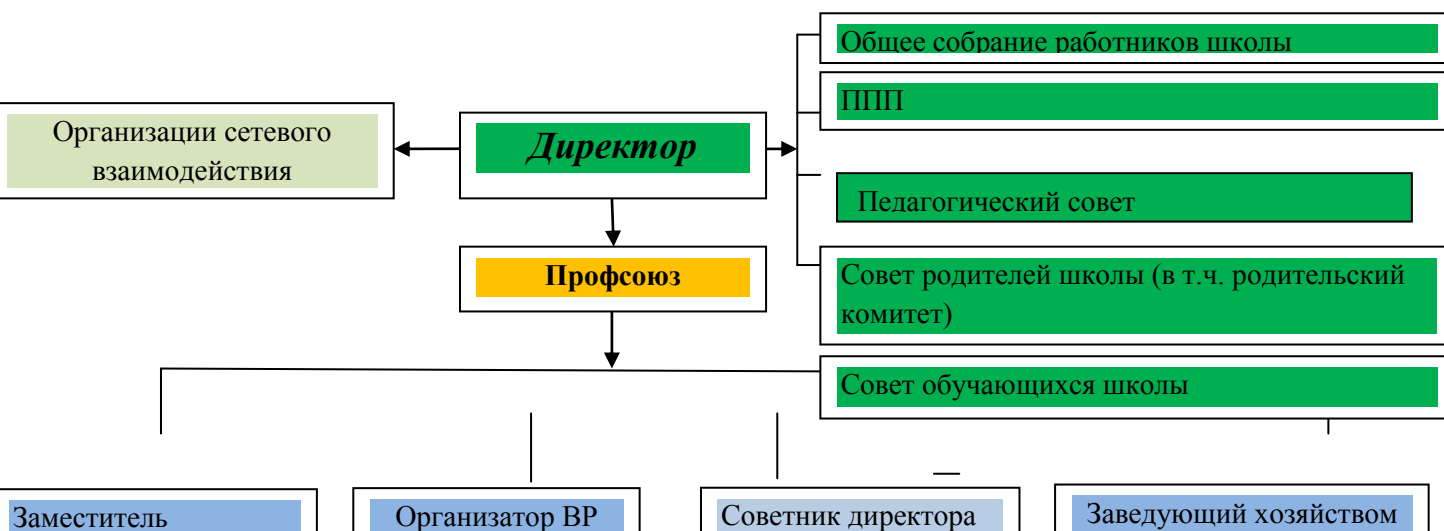 Общее собрание работников школы
ППП
Организации сетевого
взаимодействия
Директор
Педагогический совет
Профсоюз
Совет родителей школы (в т.ч. родительский
комитет)
Совет обучающихся школы
Заместитель
Организатор ВР
Советник директора
Заведующий хозяйством